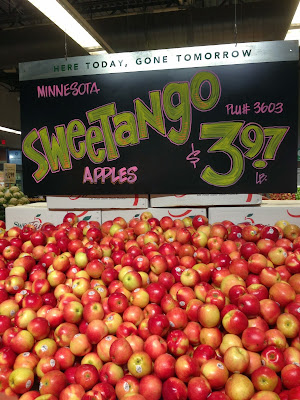 HERE TODAY, GONE TOMORROW
MINNESOTA
SWEETANGO
PLU# 3603
APPLES
$3.97
LB.